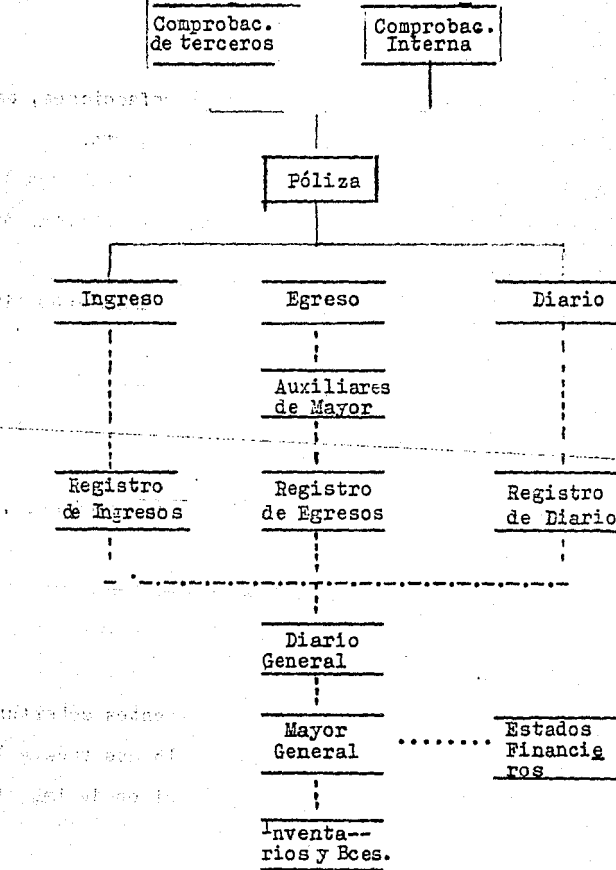 Comprobac.
de terceros
Comprobac.
Interna
Póliza
Ingreso
Egreso
Diario
Auxiliares
de Mayor
Registro
de Ingresos
Registro
de Egresos
Registro
de Diario
Diario
General
Mayor
General
Estados
Financie
ros
Inventa--
rios y Bces.